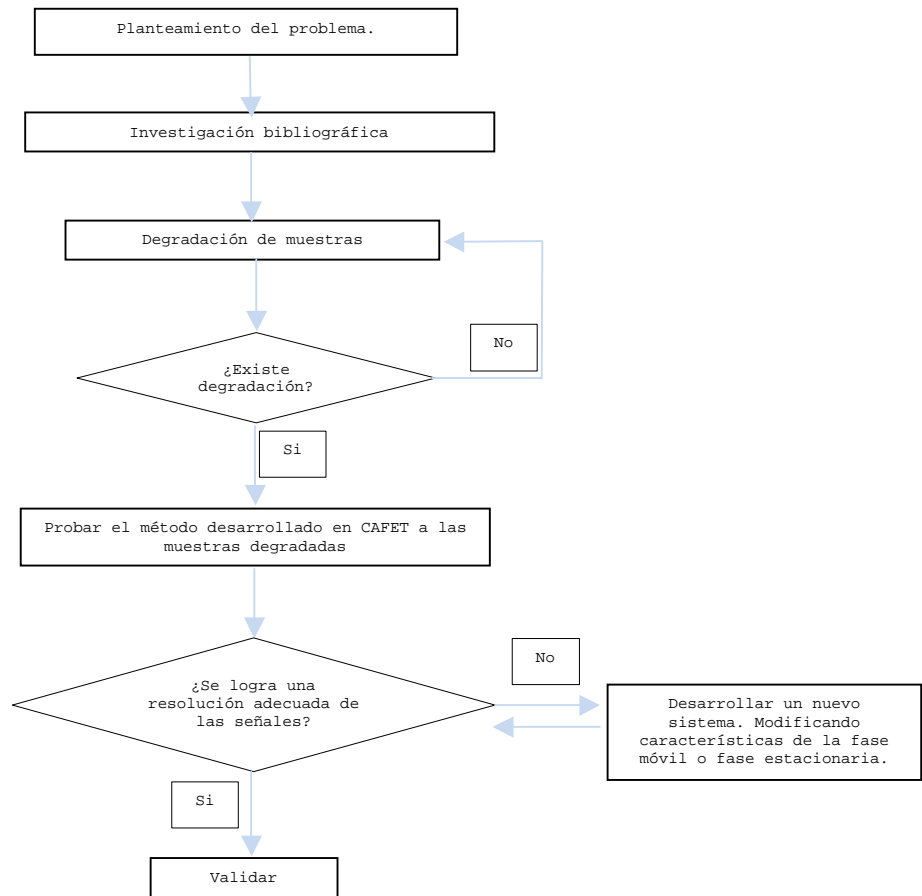 Planteamiento del problema.
Investigación bibliográfica
Degradación de muestras
No
¿Existe
degradación?
Si
Probar el método desarrollado en CAFET a las
muestras degradadas
No
¿Se logra una
resolución adecuada de
las señales?
Desarrollar un nuevo
sistema. Modificando
características de la fase
móvil o fase estacionaria.
Si
Validar